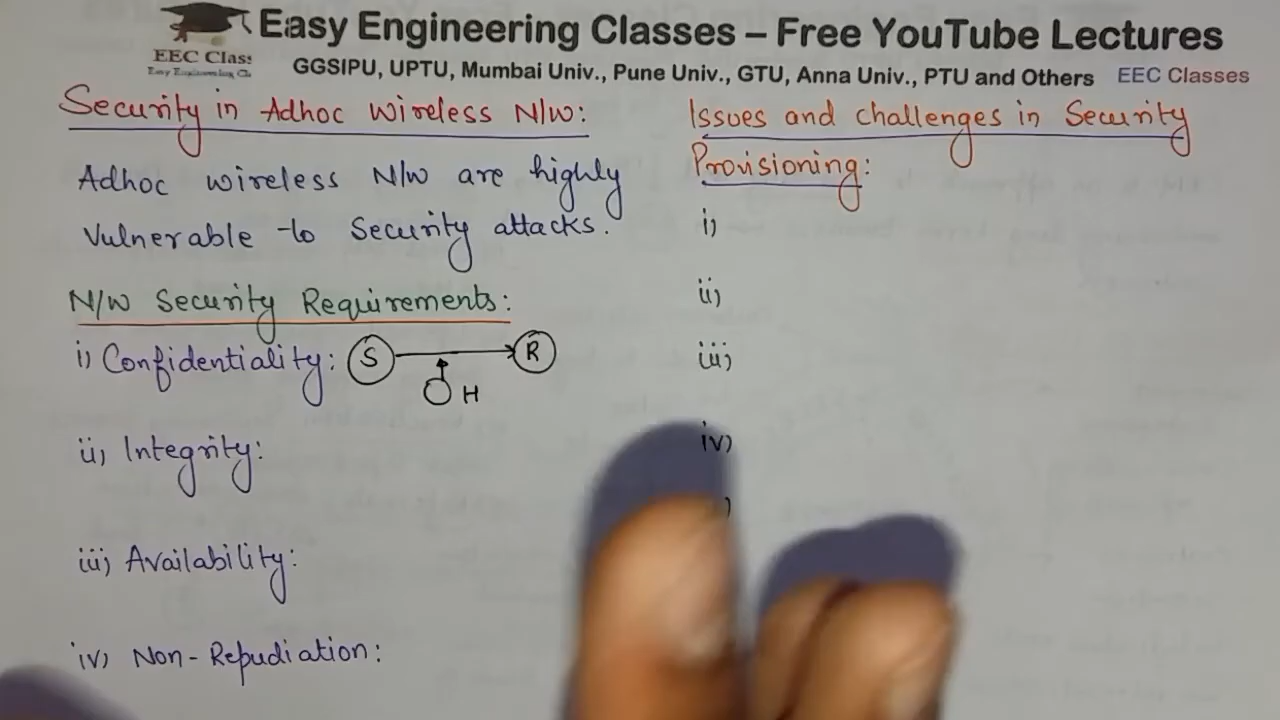 Easy Engineering Classes – Free YouTube Lectures
EEC Class
GGSIPU, UPTU, Mumbai Univ., Pune Univ., GTU, Anna Univ., PTU and Others EEC Classes
Security in Adhoc wireless N/w:
Adhoc wireless N/w are highly
vulnerable to Security attacks.
N/w Security Requirements:
i) Confidentiality: S R
H
ii) Integrity:
iii) Availability:
iv) Non-Repudiation:
Issues and challenges in Security
Provisioning:
i)
ii)
iii)
iv)